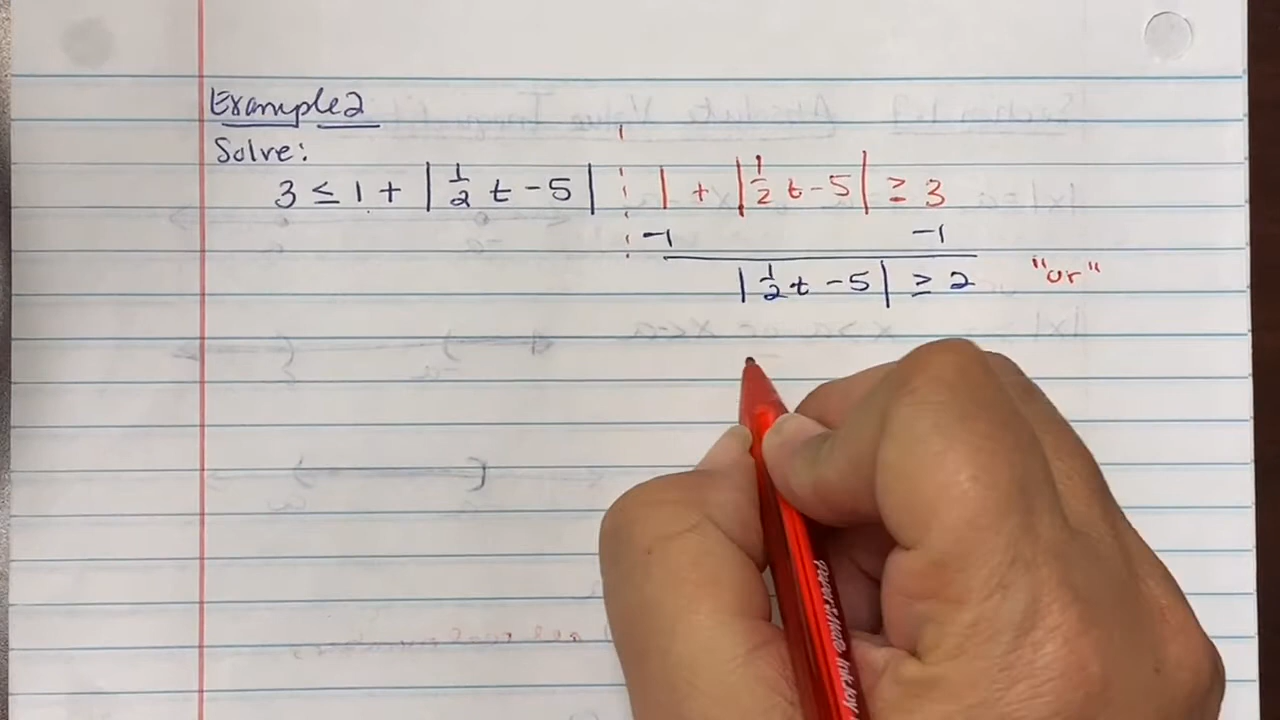 Example 2
Solve:
3 ≤ 1 + |1/2 t - 5| 1 + |1/2 t - 5| ≥ 3
-1 -1
|1/2 t - 5| ≥ 2 "or"